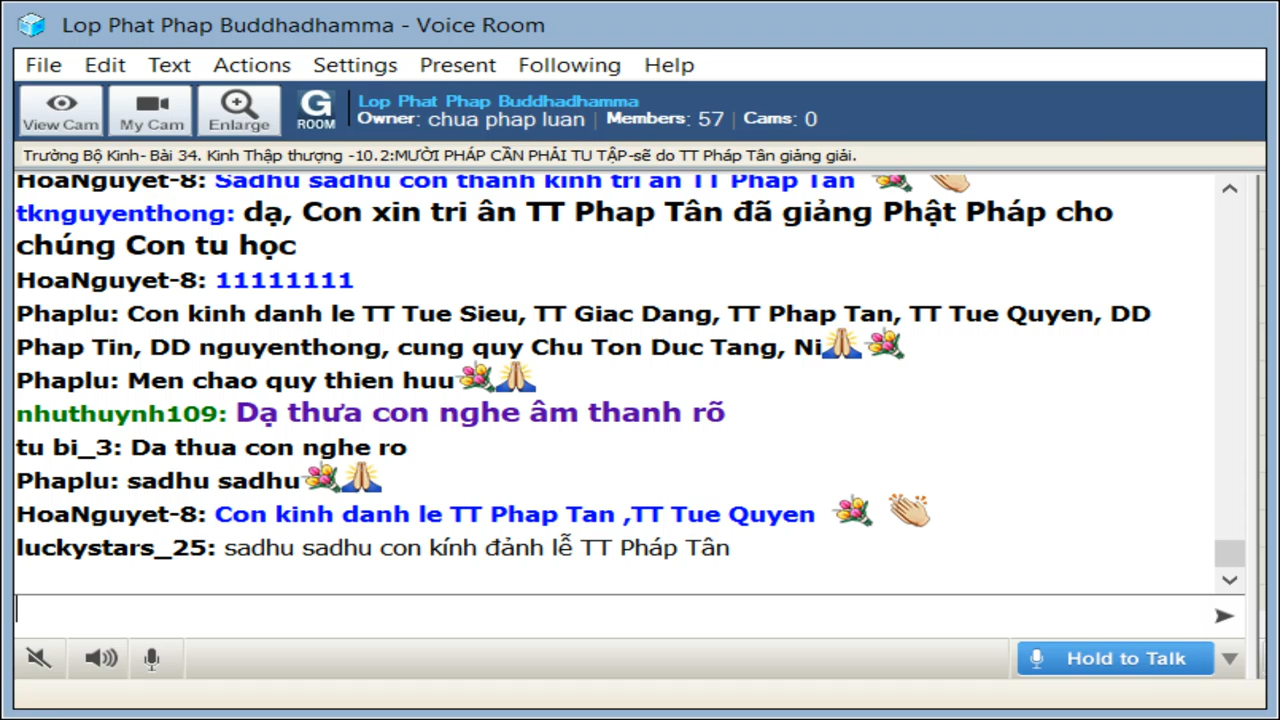 Lop Phat Phap Buddhadhamma - Voice Room
File Edit Text Actions Settings Present Following Help
View Cam My Cam Enlarge G ROOM
Lop Phat Phap Buddhadhamma
Owner: chua phap luan | Members: 57 | Cams: 0
Trường Bộ Kinh- Bài 34. Kinh Thập thượng -10.2:MƯỜI PHÁP CẦN PHẢI TU TẬP-sẽ do TT Pháp Tân giảng giải.
HoaNguyet-8: Sadhu sadhu con thanh kinh tri an TT Phap Tan
tknguyenthong: dạ, Con xin tri ân TT Phap Tân đã giảng Phật Pháp cho
chúng Con tu học
HoaNguyet-8: 11111111
Phaplu: Con kinh danh le TT Tue Sieu, TT Giac Dang, TT Phap Tan, TT Tue Quyen, DD
Phap Tin, DD nguyenthong, cung quy Chu Ton Duc Tang, Ni
Phaplu: Men chao quy thien huu
nhuthuynh109: Dạ thưa con nghe âm thanh rõ
tu bi_3: Da thua con nghe ro
Phaplu: sadhu sadhu
HoaNguyet-8: Con kinh danh le TT Phap Tan ,TT Tue Quyen
luckystars_25: sadhu sadhu con kính đảnh lễ TT Pháp Tân
Hold to Talk